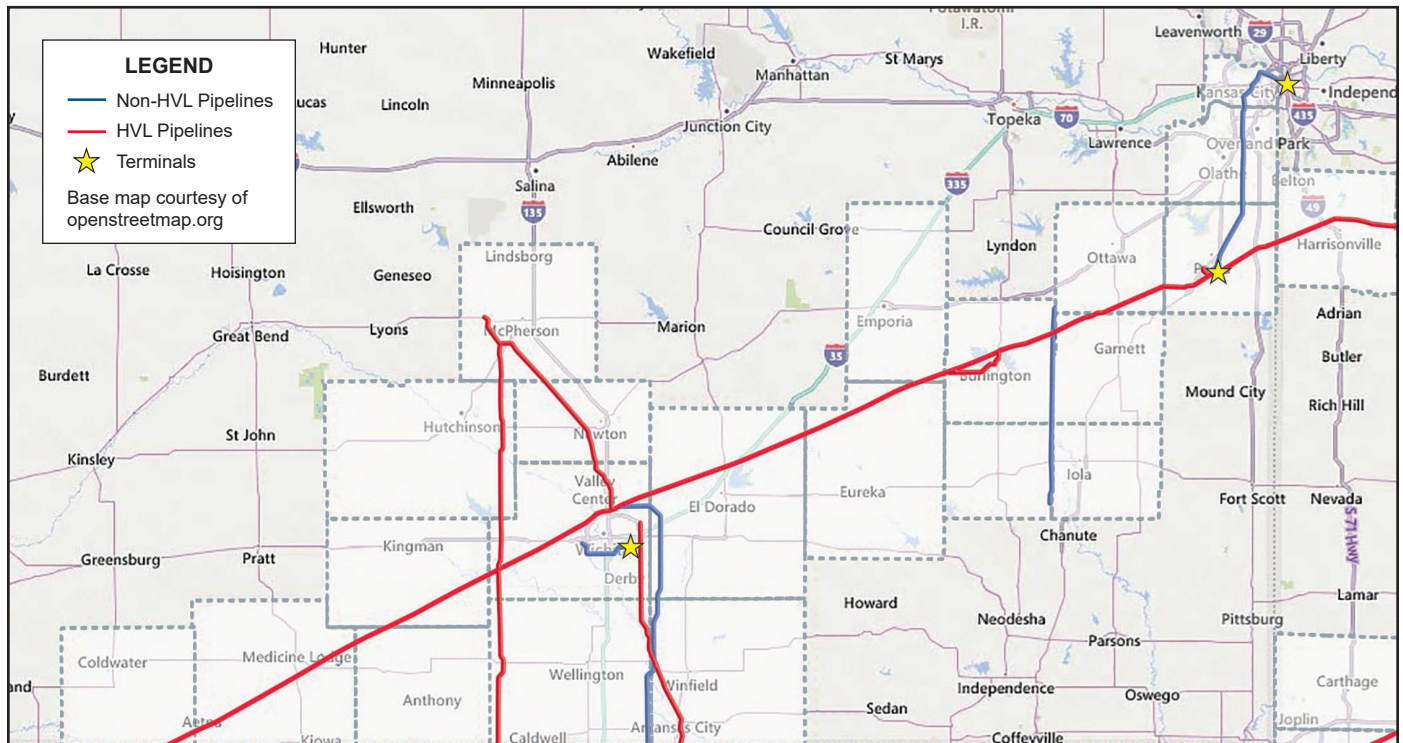 LEGEND
Non-HVL Pipelines
HVL Pipelines
Terminals
Base map courtesy of
openstreetmap.org
I.R.
Leavenworth
29
Liberty
Hunter
Wakefield
St Marys
Manhattan
Minneapolis
Kansas City
Independ
Lincoln
435
Topeka
70
Junction City
Lawrence
Overland Park
Abilene
Olathe
Belton
Salina
335
49
Ellsworth
135
Council Grove
Lyndon
Harrisonville
Lindsborg
Ottawa
La Crosse
Hoisington
Geneseo
Adrian
Emporia
Great Bend
Lyons
McPherson
Marion
Garnett
Butler
35
Burdett
Burlington
Mound City
Rich Hill
Hutchinson
Newton
St John
Kinsley
Valley
Center
Iola
El Dorado
Eureka
Fort Scott
Nevada
S 71 Hwy
Chanute
Kingman
Greensburg
Pratt
Derby
Howard
Neodesha
Lamar
Pittsburg
Parsons
Coldwater
Medicine Lodge
Wellington
Winfield
Carthage
Independence
Oswego
Anthony
Sedan
Joplin
Aetna
Arkansas City
Kiowa
Caldwell
Coffeyville